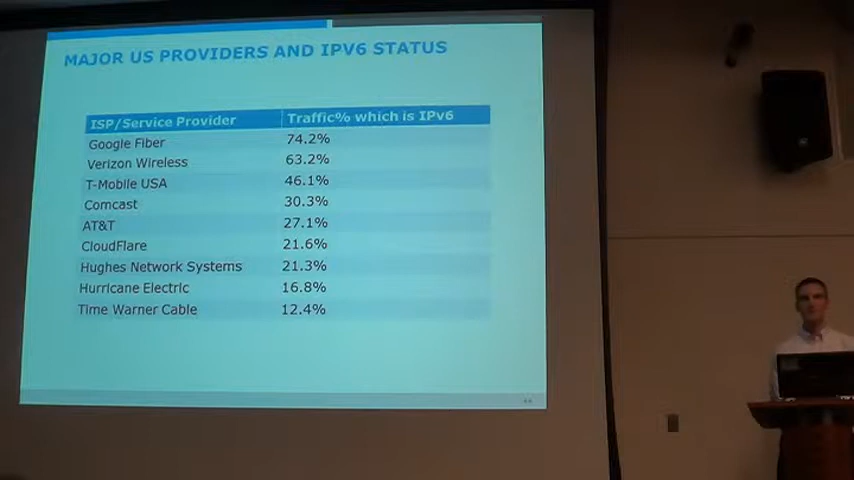 MAJOR US PROVIDERS AND IPV6 STATUS
ISP/Service Provider Traffic% which is IPv6
Google Fiber 74.2%
Verizon Wireless 63.2%
T-Mobile USA 46.1%
Comcast 30.3%
AT&T 27.1%
CloudFlare 21.6%
Hughes Network Systems 21.3%
Hurricane Electric 16.8%
Time Warner Cable 12.4%